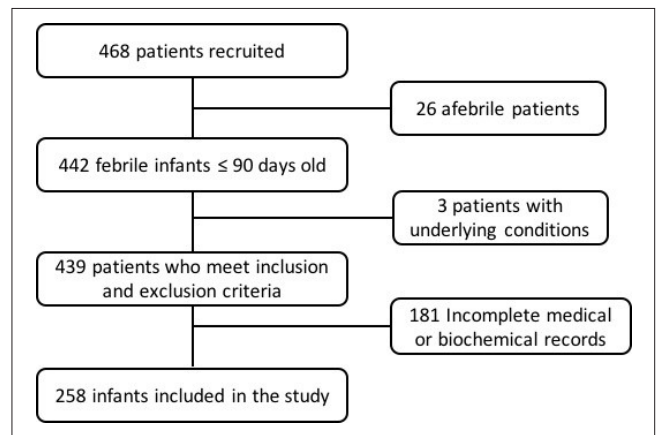 468 patients recruited
26 afebrile patients
442 febrile infants ≤ 90 days old
3 patients with
underlying conditions
439 patients who meet inclusion
and exclusion criteria
181 Incomplete medical
or biochemical records
258 infants included in the study